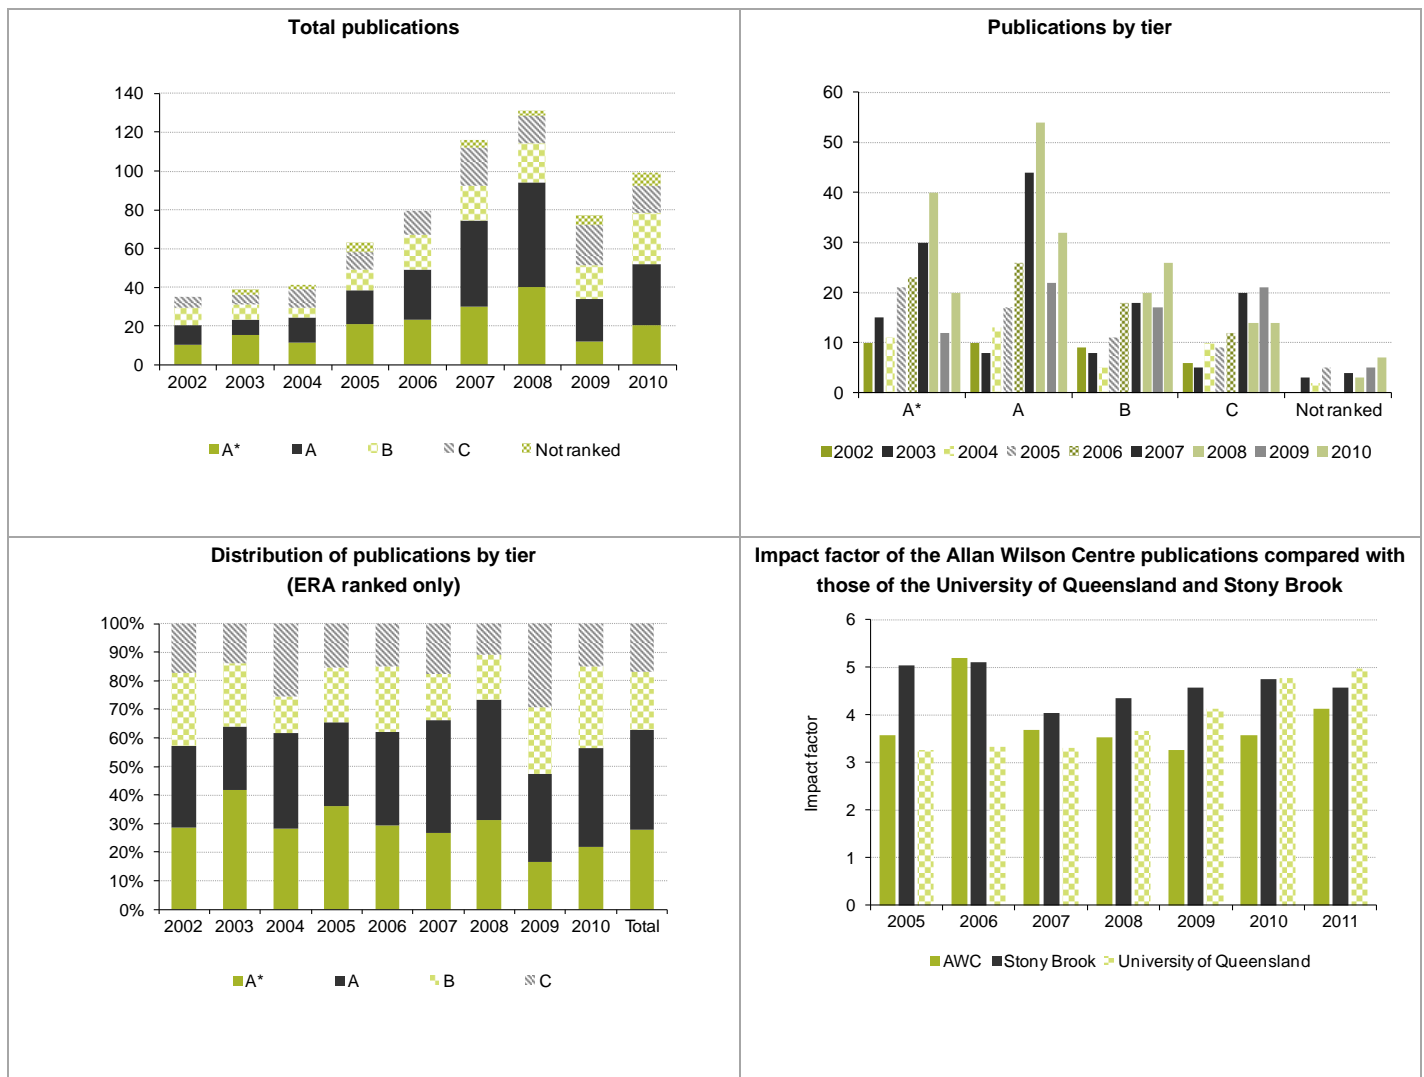 Total publications
140
120
100
80
60
40
20
0
2002 2003 2004 2005 2006 2007 2008 2009 2010
A* A B C Not ranked
Publications by tier
60
50
40
30
20
10
0
A* A B C Not ranked
2002 2003 2004 2005 2006 2007 2008 2009 2010
Distribution of publications by tier
(ERA ranked only)
100%
90%
80%
70%
60%
50%
40%
30%
20%
10%
0%
2002 2003 2004 2005 2006 2007 2008 2009 2010 Total
A* A B C
Impact factor of the Allan Wilson Centre publications compared with
those of the University of Queensland and Stony Brook
6
5
4
3
2
1
0
Impact factor
2005 2006 2007 2008 2009 2010 2011
AWC Stony Brook University of Queensland